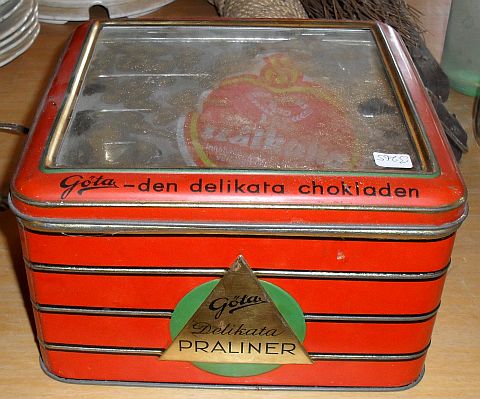 Göta –den delikata chokladen
Göta
Delikata
PRALINER